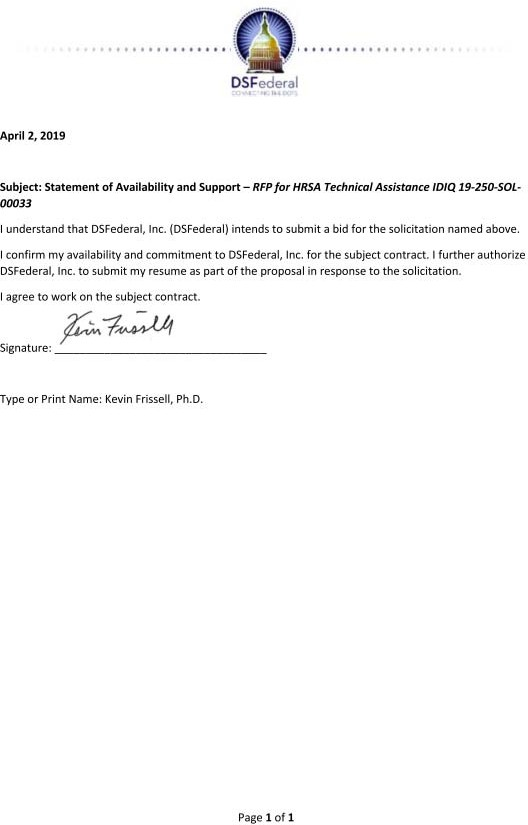 DSFederal
CONNECTING THE DOTS
April 2, 2019
Subject: Statement of Availability and Support – RFP for HRSA Technical Assistance IDIQ 19-250-SOL-
00033
I understand that DSFederal, Inc. (DSFederal) intends to submit a bid for the solicitation named above.
I confirm my availability and commitment to DSFederal, Inc. for the subject contract. I further authorize
DSFederal, Inc. to submit my resume as part of the proposal in response to the solicitation.
I agree to work on the subject contract.
Kevin Frissell
Signature: ___________________________________
Type or Print Name: Kevin Frissell, Ph.D.
Page 1 of 1